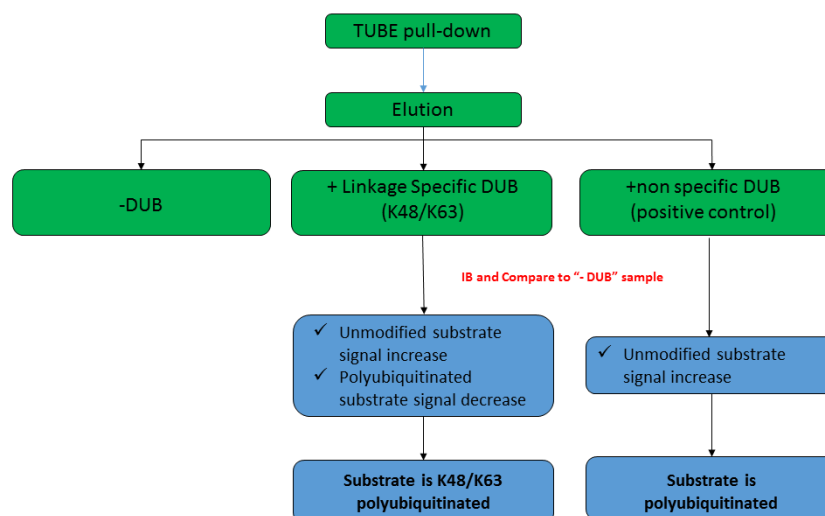 TUBE pull-down
Elution
-DUB
+ Linkage Specific DUB
(K48/K63)
+non specific DUB
(positive control)
IB and Compare to “- DUB” sample
✓ Unmodified substrate
signal increase
✓ Polyubiquitinated
substrate signal decrease
✓ Unmodified substrate
signal increase
Substrate is K48/K63
polyubiquitinated
Substrate is
polyubiquitinated